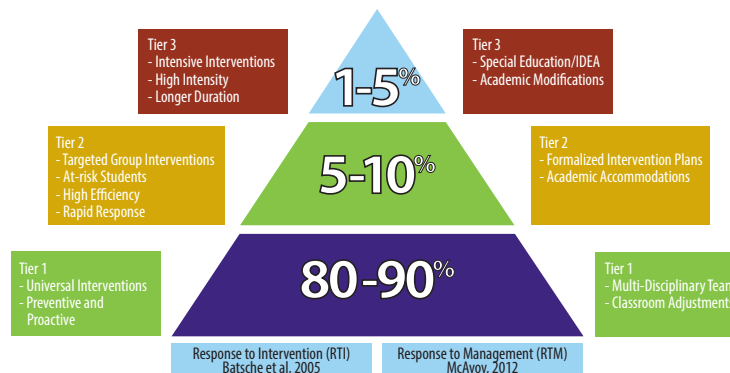 Tier 3
- Intensive Interventions
- High Intensity
- Longer Duration
1-5%
Tier 3
- Special Education/IDEA
- Academic Modifications
Tier 2
- Targeted Group Interventions
- At-risk Students
- High Efficiency
- Rapid Response
5-10%
Tier 2
- Formalized Intervention Plans
- Academic Accommodations
Tier 1
- Universal Interventions
- Preventive and
Proactive
80-90%
Tier 1
- Multi-Disciplinary Team
- Classroom Adjustments
Response to Intervention (RTI)
Batsche et al. 2005
Response to Management (RTM)
McAvoy, 2012